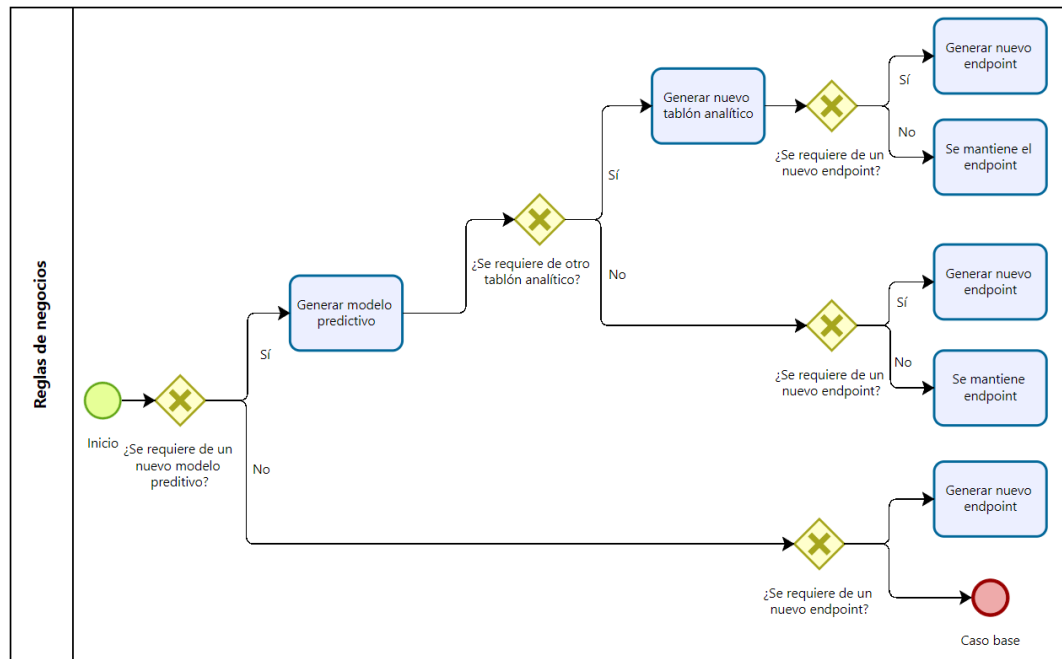 Reglas de negocios
Inicio
¿Se requiere de un
nuevo modelo
preditivo?
Sí
No
Generar modelo
predictivo
¿Se requiere de otro
tablón analítico?
Sí
No
Generar nuevo
tablón analítico
¿Se requiere de un
nuevo endpoint?
Sí
No
Generar nuevo
endpoint
Se mantiene el
endpoint
¿Se requiere de un
nuevo endpoint?
Sí
No
Generar nuevo
endpoint
Se mantiene
endpoint
¿Se requiere de un
nuevo endpoint?
Generar nuevo
endpoint
Caso base